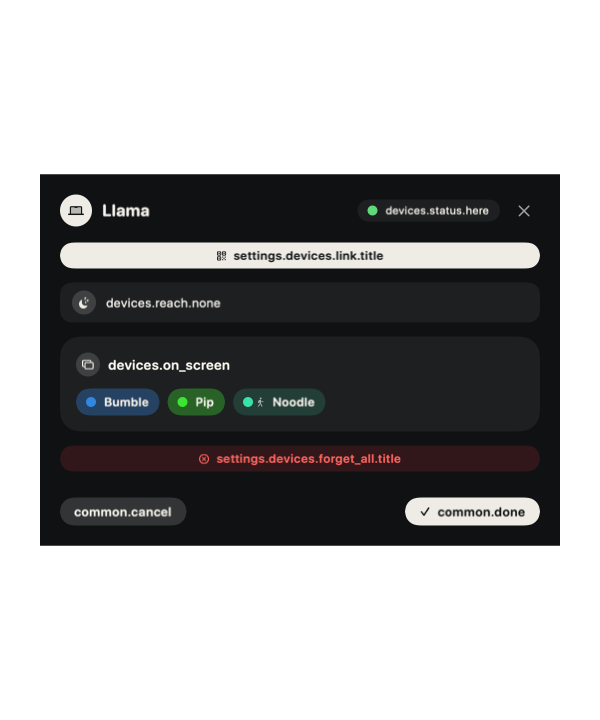 Llama
devices.status.here
settings.devices.link.title
devices.reach.none
devices.on_screen
Bumble
Pip
Noodle
settings.devices.forget_all.title
common.cancel
common.done